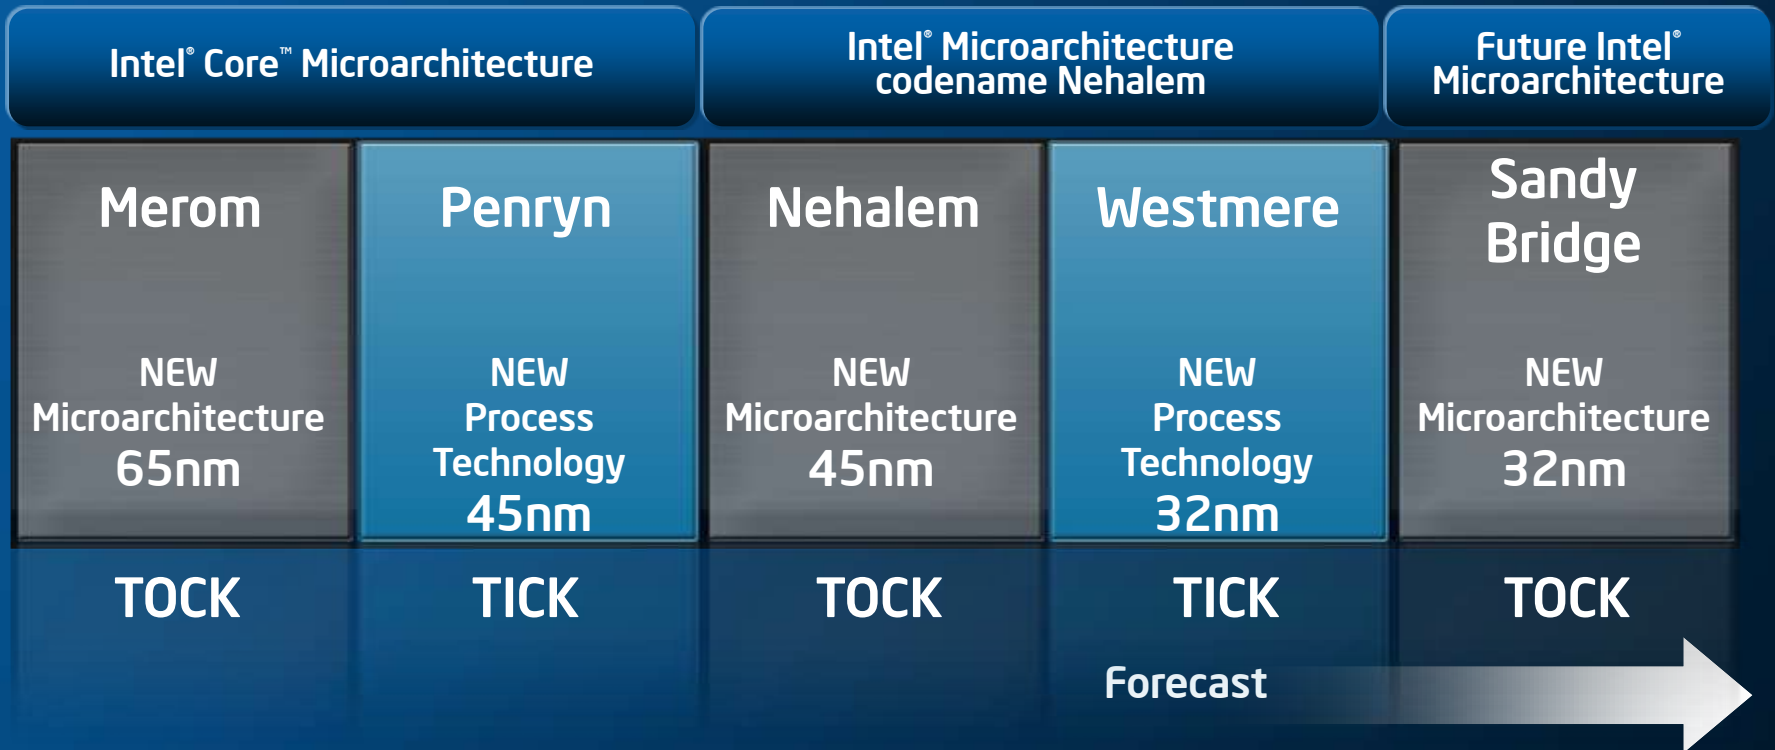 Intel® Core™ Microarchitecture
Intel® Microarchitecture
codename Nehalem
Future Intel®
Microarchitecture
Merom
NEW
Microarchitecture
65nm
TOCK
Penryn
NEW
Process
Technology
45nm
TICK
Nehalem
NEW
Microarchitecture
45nm
TOCK
Westmere
NEW
Process
Technology
32nm
TICK
Sandy
Bridge
NEW
Microarchitecture
32nm
TOCK
Forecast